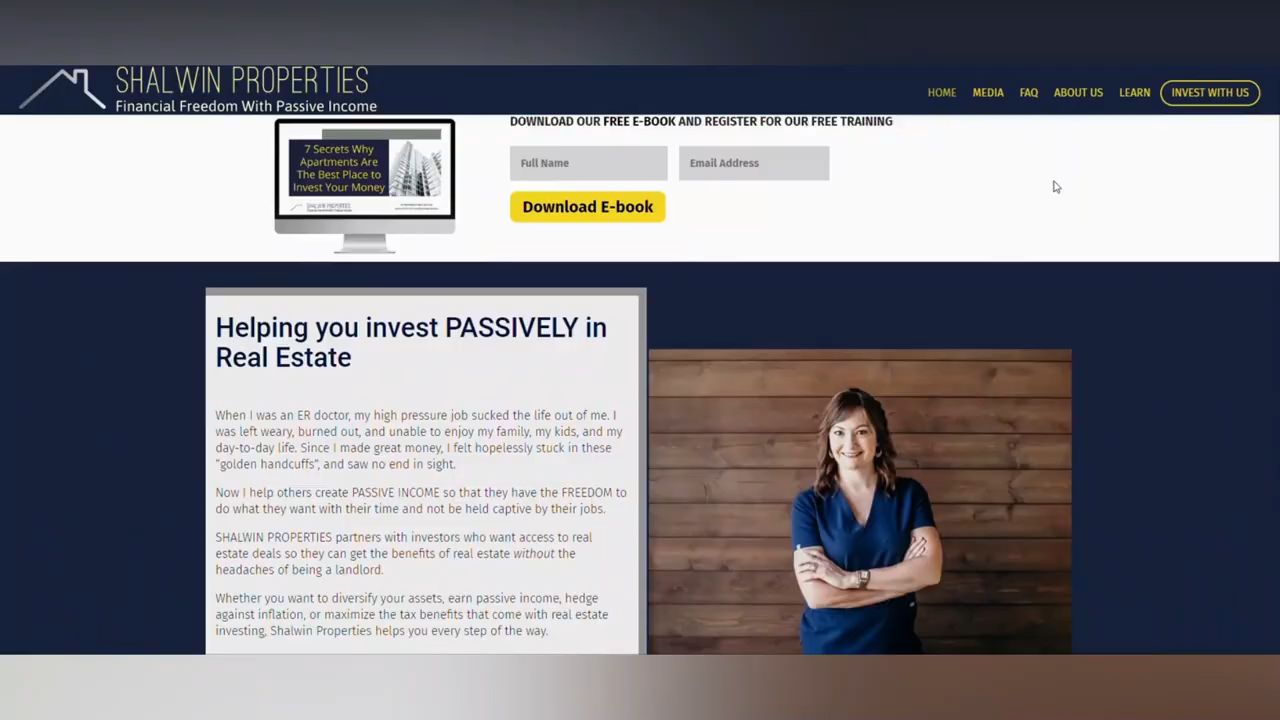 SHALWIN PROPERTIES
Financial Freedom With Passive Income
HOME MEDIA FAQ ABOUT US LEARN INVEST WITH US
DOWNLOAD OUR FREE E-BOOK AND REGISTER FOR OUR FREE TRAINING
7 Secrets Why
Apartments Are
The Best Place to
Invest Your Money
SHALWIN PROPERTIES
Full Name
Email Address
Download E-book
Helping you invest PASSIVELY in
Real Estate
When I was an ER doctor, my high pressure job sucked the life out of me. I
was left weary, burned out, and unable to enjoy my family, my kids, and my
day-to-day life. Since I made great money, I felt hopelessly stuck in these
"golden handcuffs", and saw no end in sight.
Now I help others create PASSIVE INCOME so that they have the FREEDOM to
do what they want with their time and not be held captive by their jobs.
SHALWIN PROPERTIES partners with investors who want access to real
estate deals so they can get the benefits of real estate without the
headaches of being a landlord.
Whether you want to diversify your assets, earn passive income, hedge
against inflation, or maximize the tax benefits that come with real estate
investing, Shalwin Properties helps you every step of the way.